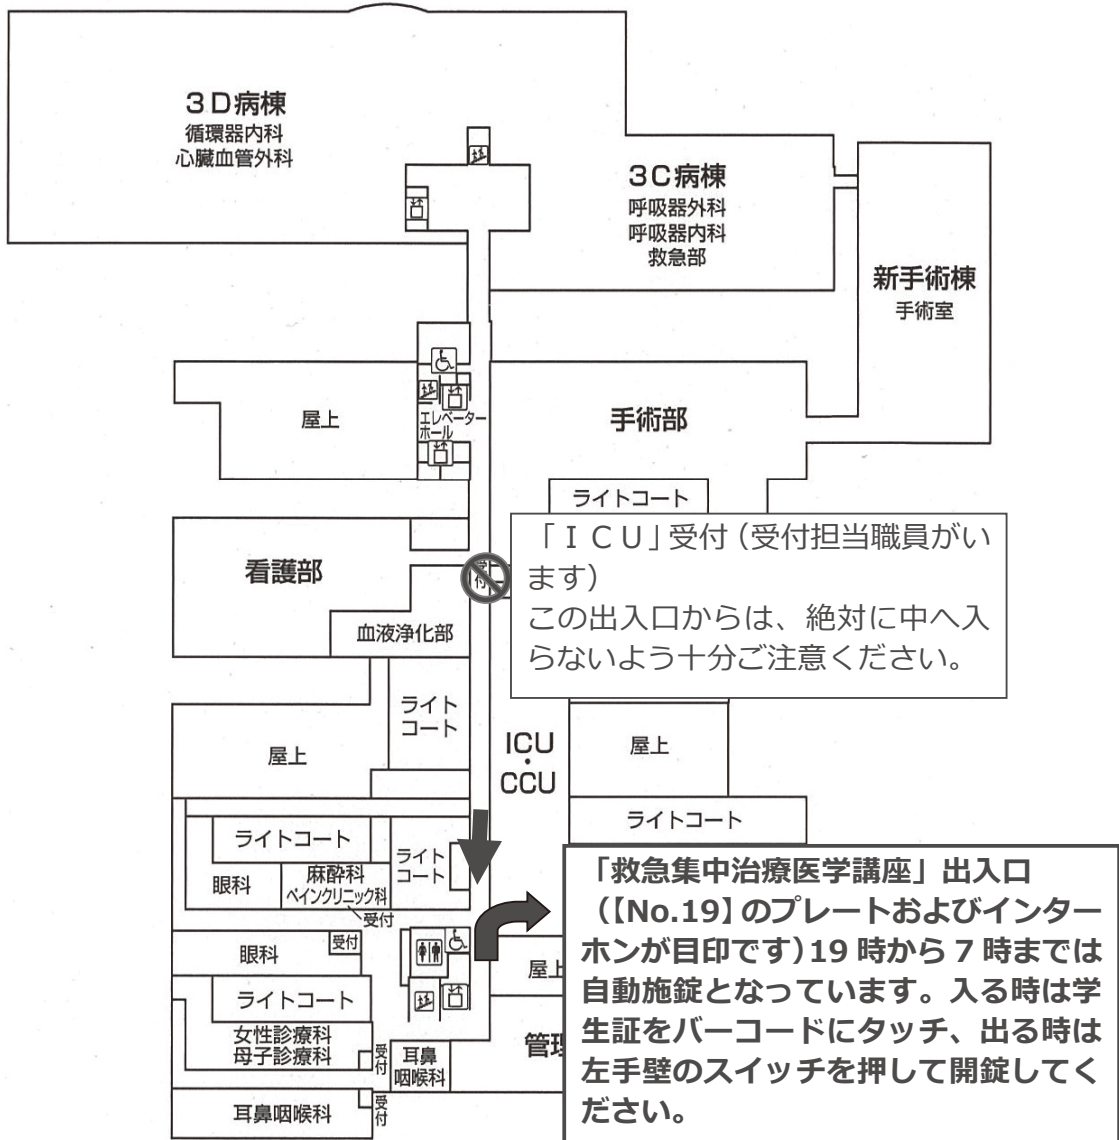 3D病棟
循環器内科
心臓血管外科
3C病棟
呼吸器外科
呼吸器内科
救急部
新手術棟
手術室
屋上
エレベーター
ホール
手術部
ライトコート
看護部
血液浄化部
「ＩＣＵ」受付（受付担当職員がい
ます）
この出入口からは、絶対に中へ入
らないよう十分ご注意ください。
ライト
コート
屋上
ICU
・
CCU
屋上
ライトコート
ライトコート
眼科
麻酔科
ペインクリニック科
受付
ライト
コート
「救急集中治療医学講座」出入口
（【No.19】のプレートおよびインター
ホンが目印です）19 時から 7 時までは
自動施錠となっています。入る時は学
生証をバーコードにタッチ、出る時は
左手壁のスイッチを押して開錠してく
ださい。
眼科
受付
屋上
ライトコート
女性診療科
母子診療科
受付
耳鼻
咽喉科
管理
耳鼻咽喉科
受付